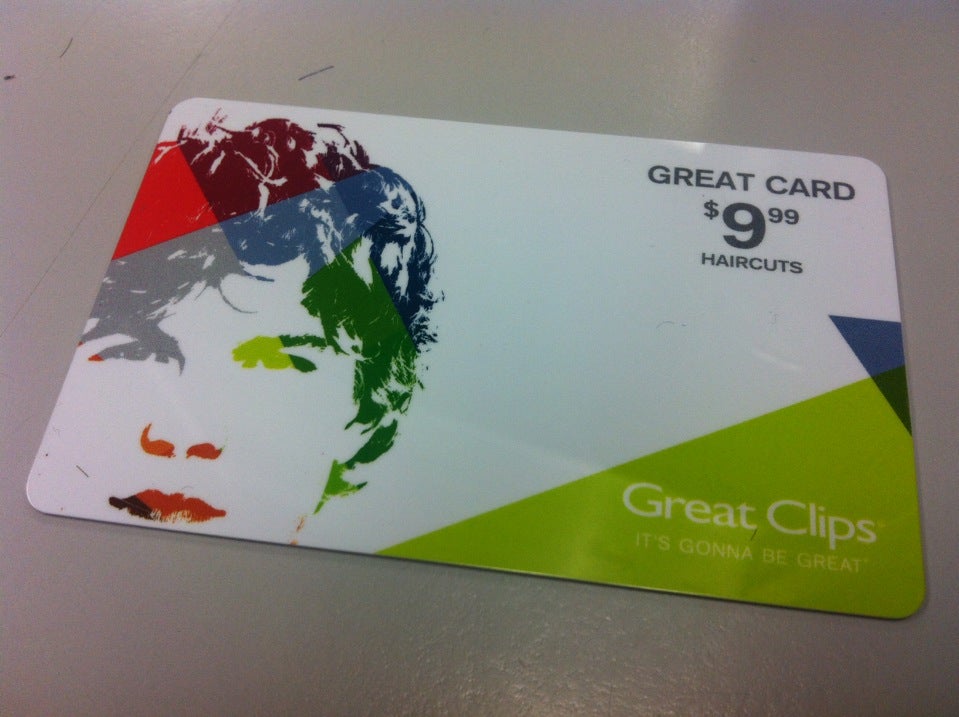 GREAT CARD
$9.99
HAIRCUTS
Great Clips®
IT'S GONNA BE GREAT®